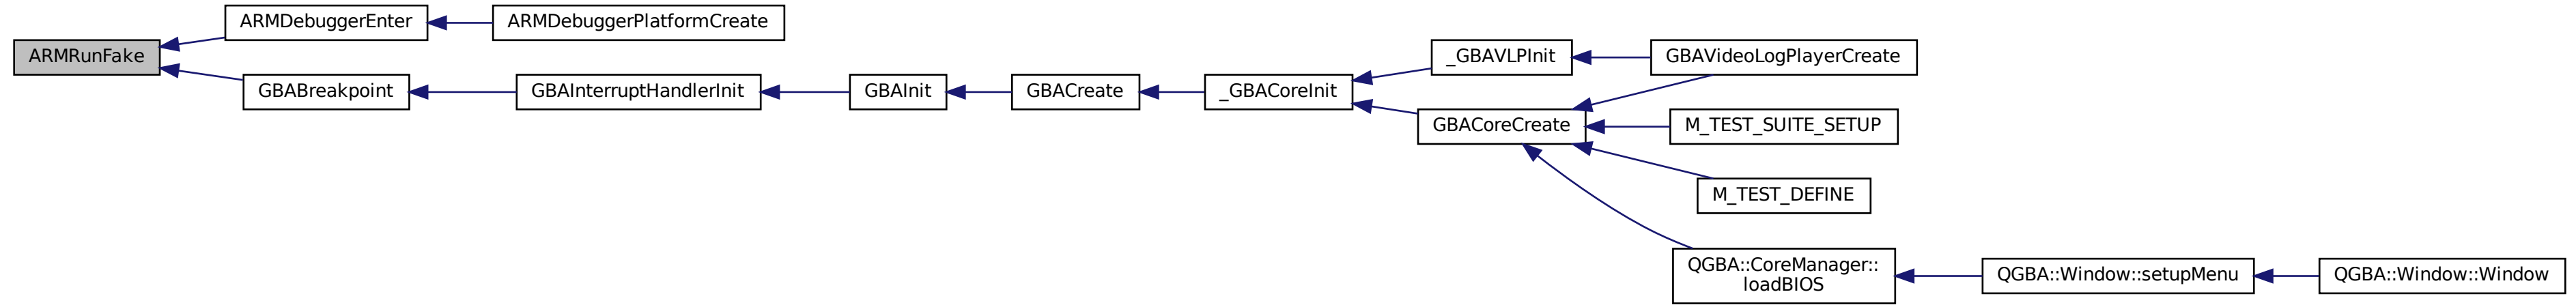 ARMRunFake
ARMDebuggerEnter
ARMDebuggerPlatformCreate
GBABreakpoint
GBAInterruptHandlerInit
GBAInit
GBACreate
_GBACoreInit
_GBAVLPInit
GBAVideoLogPlayerCreate
GBACoreCreate
M_TEST_SUITE_SETUP
M_TEST_DEFINE
QGBA::CoreManager::
loadBIOS
QGBA::Window::setupMenu
QGBA::Window::Window